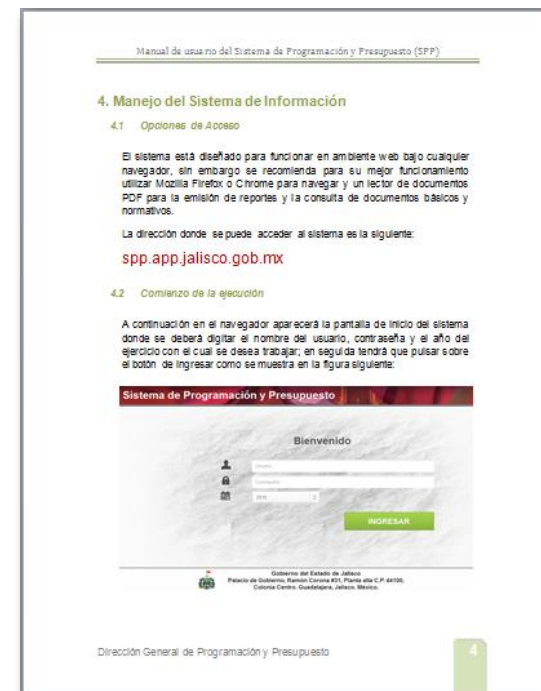 Manual de usuario del Sistema de Programación y Presupuesto (SPP)
4. Manejo del Sistema de Información
4.1 Opciones de Acceso
El sistema está diseñado para funcionar en ambiente web bajo cualquier
navegador, sin embargo se recomienda para su mejor funcionamiento
utilizar Mozilla Firefox o Chrome para navegar y un lector de documentos
PDF para la emisión de reportes y la consulta de documentos básicos y
normativos.
La dirección donde se puede acceder al sistema es la siguiente:
spp.app.jalisco.gob.mx
4.2 Comienzo de la ejecución
A continuación en el navegador aparecerá la pantalla de inicio del sistema
donde se deberá digitar el nombre del usuario, contraseña y el año del
ejercicio con el cual se desea trabajar; en seguida tendrá que pulsar sobre
el botón de ingresar como se muestra en la figura siguiente:
Sistema de Programación y Presupuesto
Bienvenido
Usuario
Contraseña
INGRESAR
Gobierno del Estado de Jalisco
Palacio de Gobierno, Ramón Corona #31, Planta alta C.P. 44100,
Colonia Centro. Guadalajara, Jalisco. México.
Dirección General de Programación y Presupuesto
4